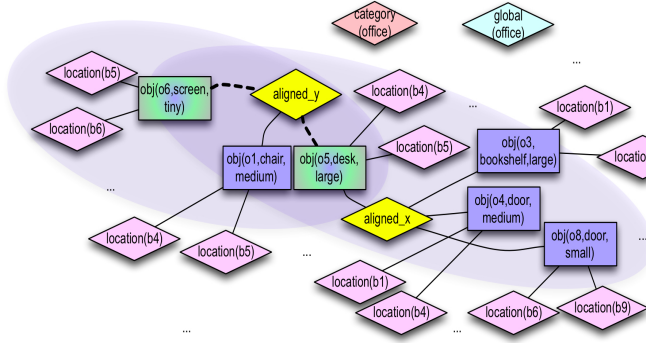 category
(office)
global
(office)
...
location(b5)
obj(o6,screen,
tiny)
aligned_y
location(b4)
...
location(b1)
location(b6)
obj(o1,chair,
medium)
obj(o5,desk,
large)
location(b5)
obj(o3,
bookshelf,large)
locatio
...
aligned_x
obj(o4,door,
medium)
location(b4)
location(b5)
...
obj(o8,door,
small)
...
location(b1)
location(b4)
location(b6)
location(b9)
...
...